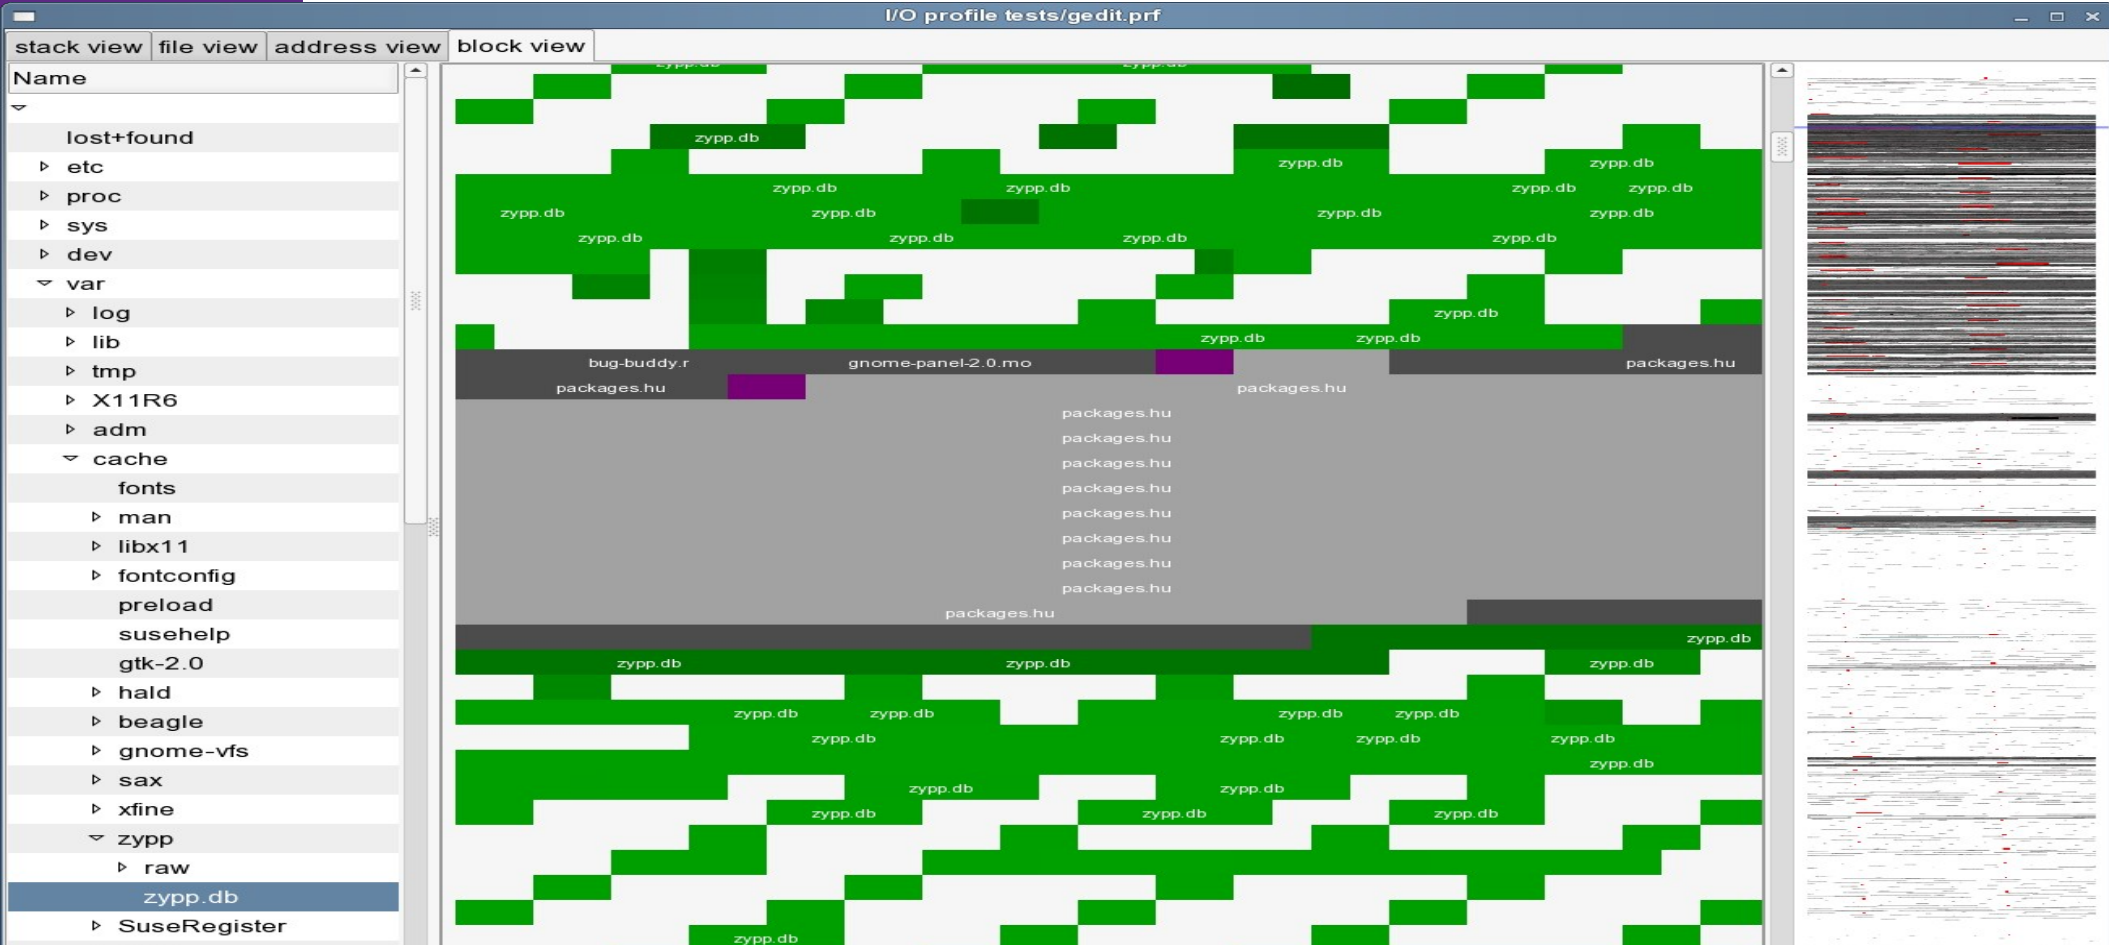 I/O profile tests/gedit.prf
stack view file view address view block view
Name
lost+found
etc
proc
sys
dev
var
log
lib
tmp
X11R6
adm
cache
fonts
man
libx11
fontconfig
preload
susehelp
gtk-2.0
hald
beagle
gnome-vfs
sax
xfine
zypp
raw
zypp.db
SuseRegister
zypp.db zypp.db
zypp.db
zypp.db zypp.db
zypp.db zypp.db zypp.db zypp.db
zypp.db zypp.db zypp.db zypp.db
zypp.db zypp.db zypp.db zypp.db
zypp.db
zypp.db zypp.db
bug-buddy.r gnome-panel-2.0.mo packages.hu
packages.hu packages.hu
packages.hu
packages.hu
packages.hu
packages.hu
packages.hu
packages.hu
packages.hu
packages.hu
packages.hu
zypp.db
zypp.db zypp.db zypp.db
zypp.db zypp.db zypp.db zypp.db
zypp.db zypp.db zypp.db zypp.db
zypp.db
zypp.db zypp.db
zypp.db zypp.db zypp.db
zypp.db